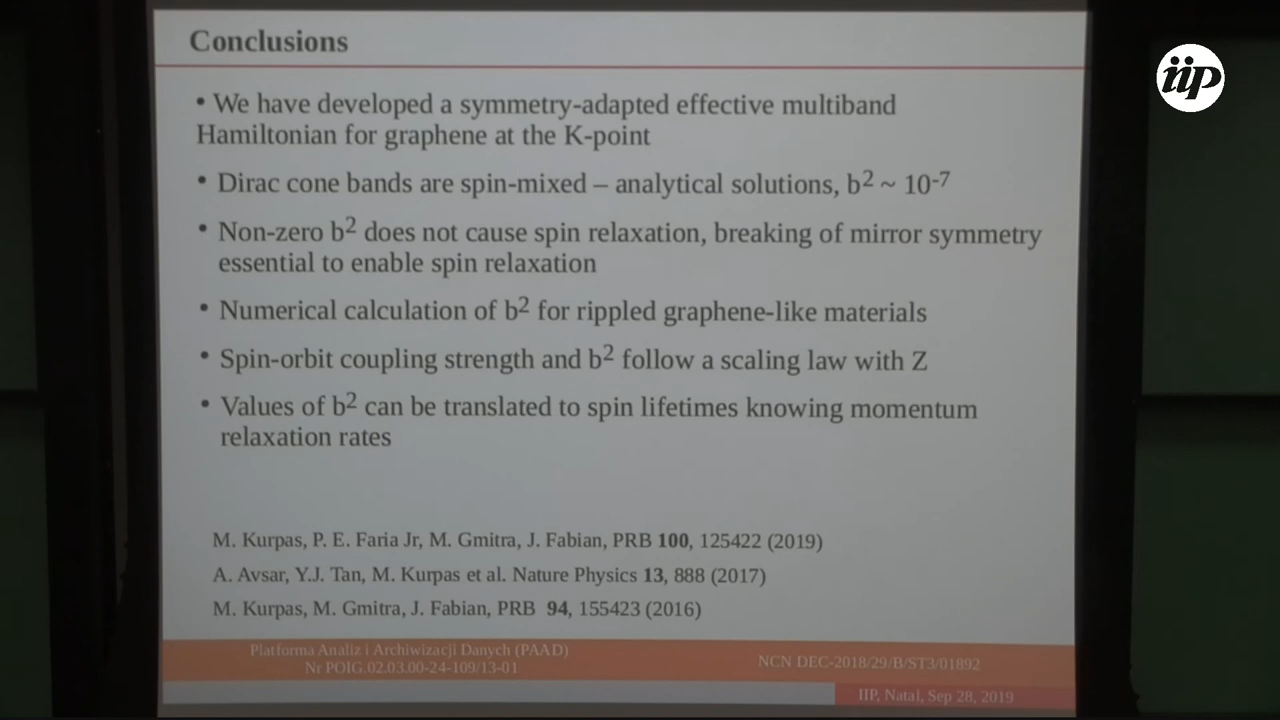 Conclusions
iip
• We have developed a symmetry-adapted effective multiband
Hamiltonian for graphene at the K-point
• Dirac cone bands are spin-mixed – analytical solutions, b² ~ 10⁻⁷
• Non-zero b² does not cause spin relaxation, breaking of mirror symmetry
essential to enable spin relaxation
• Numerical calculation of b² for rippled graphene-like materials
• Spin-orbit coupling strength and b² follow a scaling law with Z
• Values of b² can be translated to spin lifetimes knowing momentum
relaxation rates
M. Kurpas, P. E. Faria Jr, M. Gmitra, J. Fabian, PRB 100, 125422 (2019)
A. Avsar, Y.J. Tan, M. Kurpas et al. Nature Physics 13, 888 (2017)
M. Kurpas, M. Gmitra, J. Fabian, PRB 94, 155423 (2016)
Platforma Analiz i Archiwizacji Danych (PAAD)
Nr POIG.02.03.00-24-109/13-01
NCN DEC-2018/29/B/ST3/01892
IIP, Natal, Sep 28, 2019